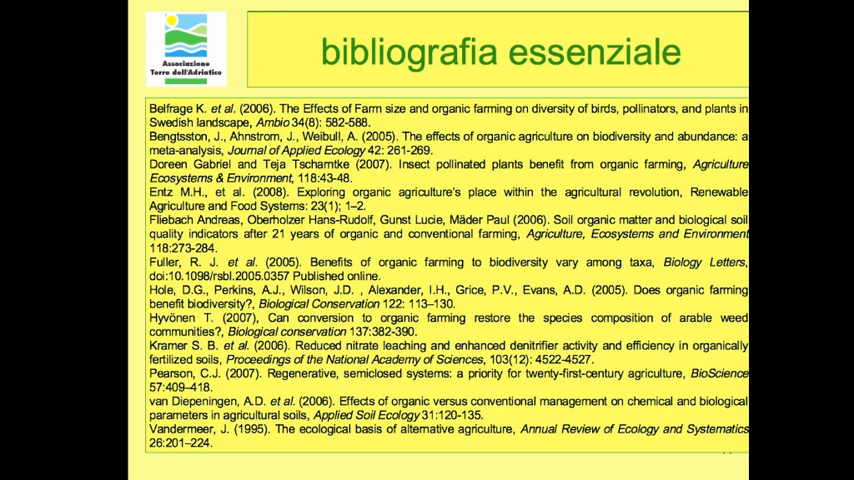 Associazione
Torre dell'Adriatico
bibliografia essenziale
Belfrage K. et al. (2006). The Effects of Farm size and organic farming on diversity of birds, pollinators, and plants in
Swedish landscape, Ambio 34(8): 582-588.
Bengtsston, J., Ahnstrom, J., Weibull, A. (2005). The effects of organic agriculture on biodiversity and abundance: a
meta-analysis, Journal of Applied Ecology 42: 261-269.
Doreen Gabriel and Teja Tscharntke (2007). Insect pollinated plants benefit from organic farming, Agriculture
Ecosystems & Environment, 118:43-48.
Entz M.H., et al. (2008). Exploring organic agriculture's place within the agricultural revolution, Renewable
Agriculture and Food Systems: 23(1); 1–2.
Fliebach Andreas, Oberholzer Hans-Rudolf, Gunst Lucie, Mäder Paul (2006). Soil organic matter and biological soil
quality indicators after 21 years of organic and conventional farming, Agriculture, Ecosystems and Environment
118:273-284.
Fuller, R. J. et al. (2005). Benefits of organic farming to biodiversity vary among taxa, Biology Letters,
doi:10.1098/rsbl.2005.0357 Published online.
Hole, D.G., Perkins, A.J., Wilson, J.D. , Alexander, I.H., Grice, P.V., Evans, A.D. (2005). Does organic farming
benefit biodiversity?, Biological Conservation 122: 113–130.
Hyvönen T. (2007), Can conversion to organic farming restore the species composition of arable weed
communities?, Biological conservation 137:382-390.
Kramer S. B. et al. (2006). Reduced nitrate leaching and enhanced denitrifier activity and efficiency in organically
fertilized soils, Proceedings of the National Academy of Sciences, 103(12): 4522-4527.
Pearson, C.J. (2007). Regenerative, semiclosed systems: a priority for twenty-first-century agriculture, BioScience
57:409–418.
van Diepeningen, A.D. et al. (2006). Effects of organic versus conventional management on chemical and biological
parameters in agricultural soils, Applied Soil Ecology 31:120-135.
Vandermeer, J. (1995). The ecological basis of alternative agriculture, Annual Review of Ecology and Systematics
26:201–224.